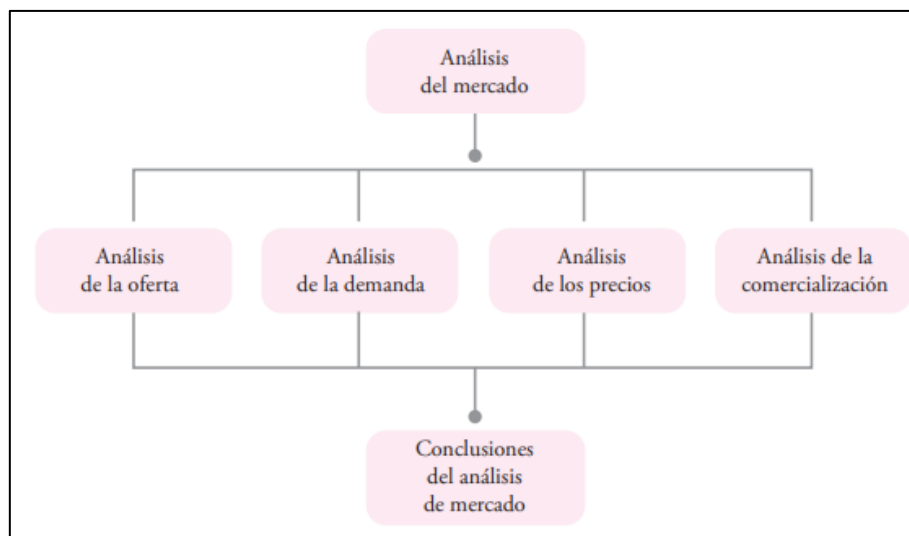 Análisis
del mercado
Análisis
de la oferta
Análisis
de la demanda
Análisis
de los precios
Análisis de la
comercialización
Conclusiones
del análisis
de mercado